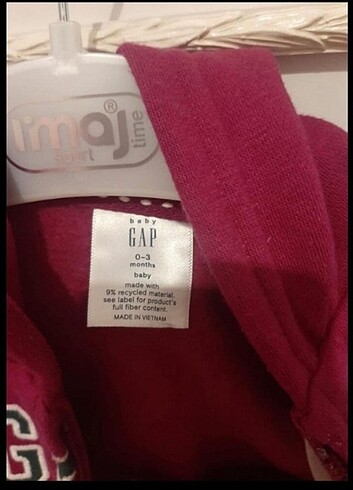 imaj®
sport
time
baby
GAP
0-3
months
baby
made with
9% recycled material.
see label for product's
full fiber content.
MADE IN VIETNAM
G